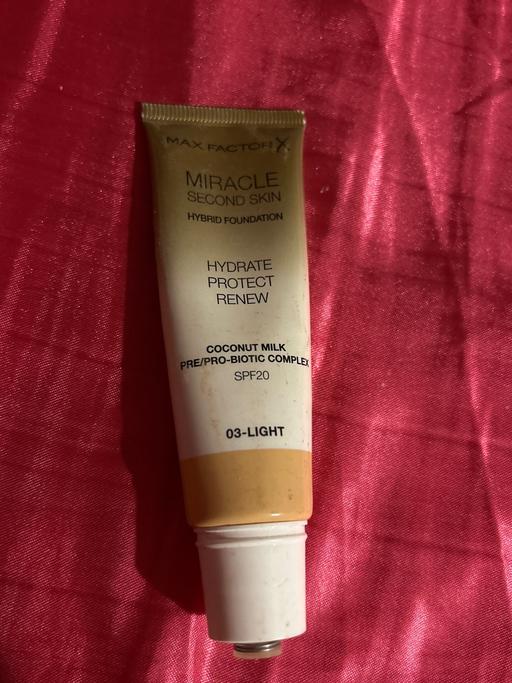 MAX FACTOR X
MIRACLE
SECOND SKIN
HYBRID FOUNDATION
HYDRATE
PROTECT
RENEW
COCONUT MILK
PRE/PRO-BIOTIC COMPLEX
SPF20
03-LIGHT